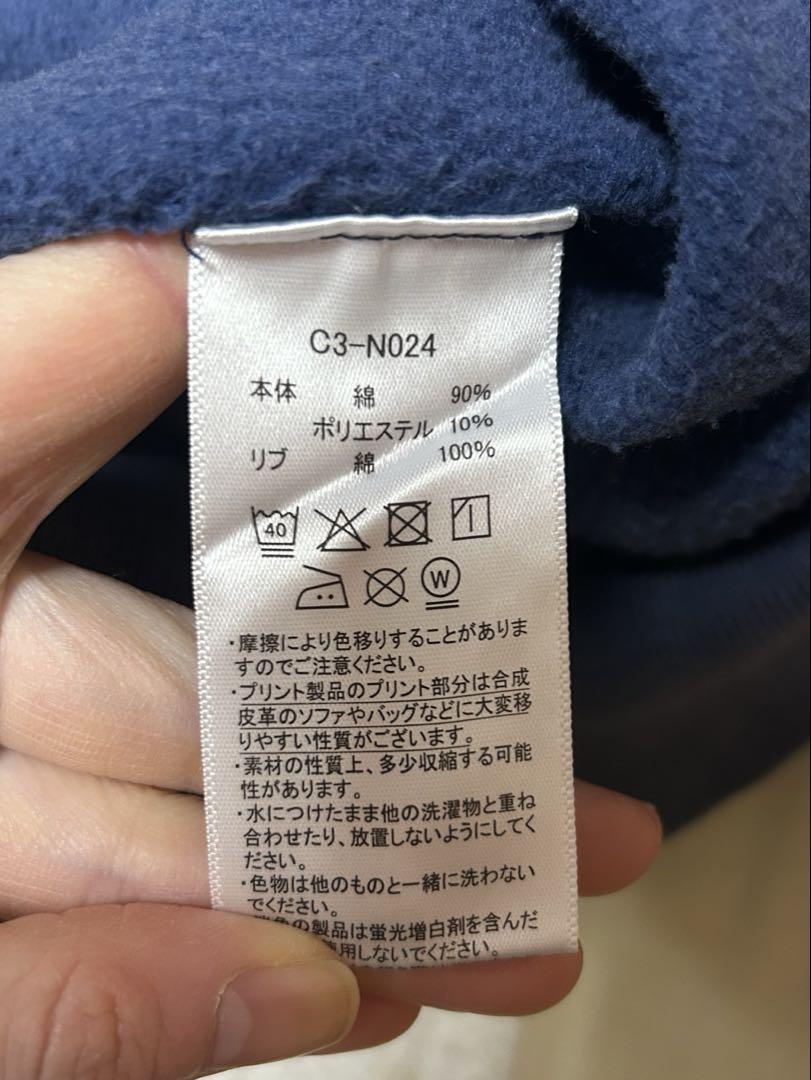 C3-N024
本体 綿 90%
ポリエステル 10%
リブ 綿 100%
40
W
・摩擦により色移りすることがありま
すのでご注意ください。
・プリント製品のプリント部分は合成
皮革のソファやバッグなどに大変移
りやすい性質がございます。
・素材の性質上、多少収縮する可能
性があります。
・水につけたまま他の洗濯物と重ね
合わせたり、放置しないようにしてく
ださい。
・色物は他のものと一緒に洗わない
でください。
の製品は蛍光増白剤を含んだ
使用しないでください。